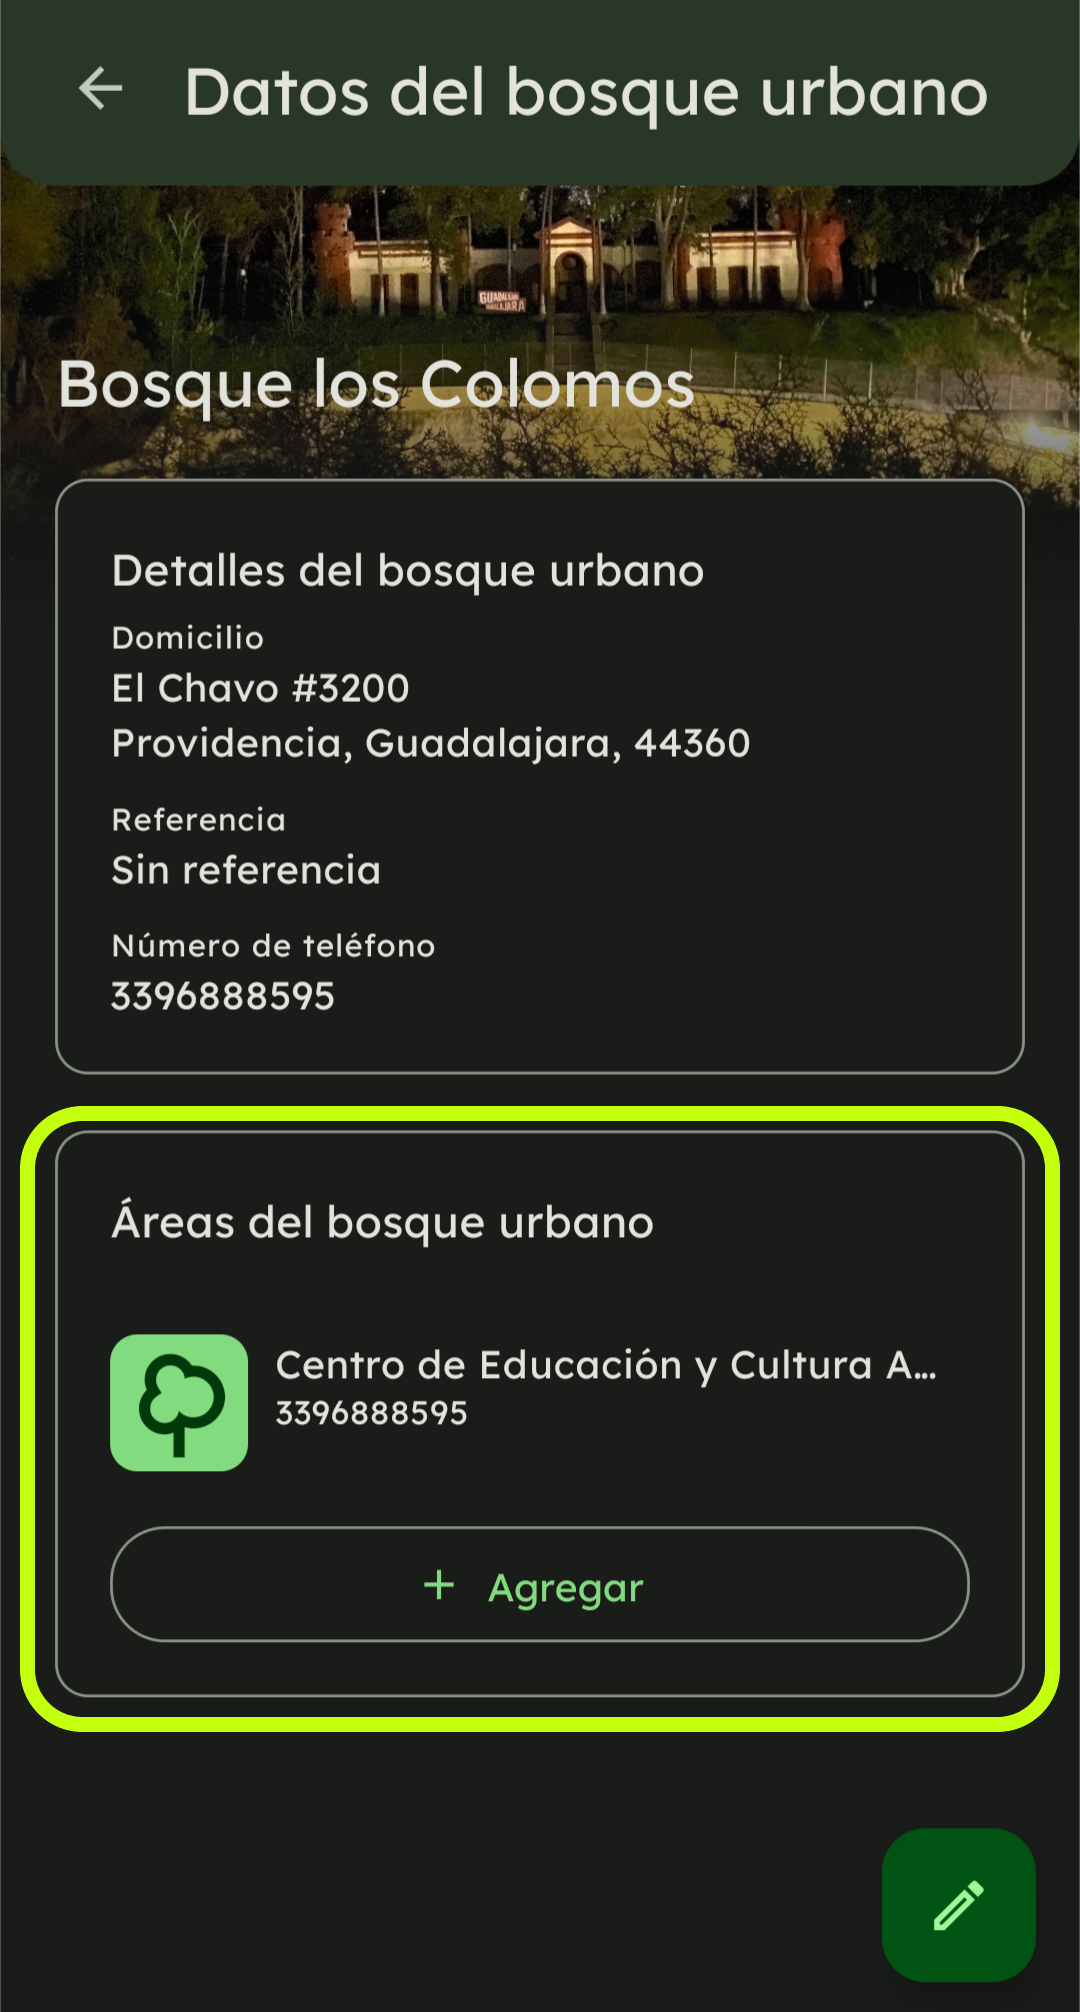 Datos del bosque urbano
GUADALAJARA
GUADALAJARA
Bosque los Colomos
Detalles del bosque urbano
Domicilio
El Chavo #3200
Providencia, Guadalajara, 44360
Referencia
Sin referencia
Número de teléfono
3396888595
Áreas del bosque urbano
Centro de Educación y Cultura A...
3396888595
+ Agregar